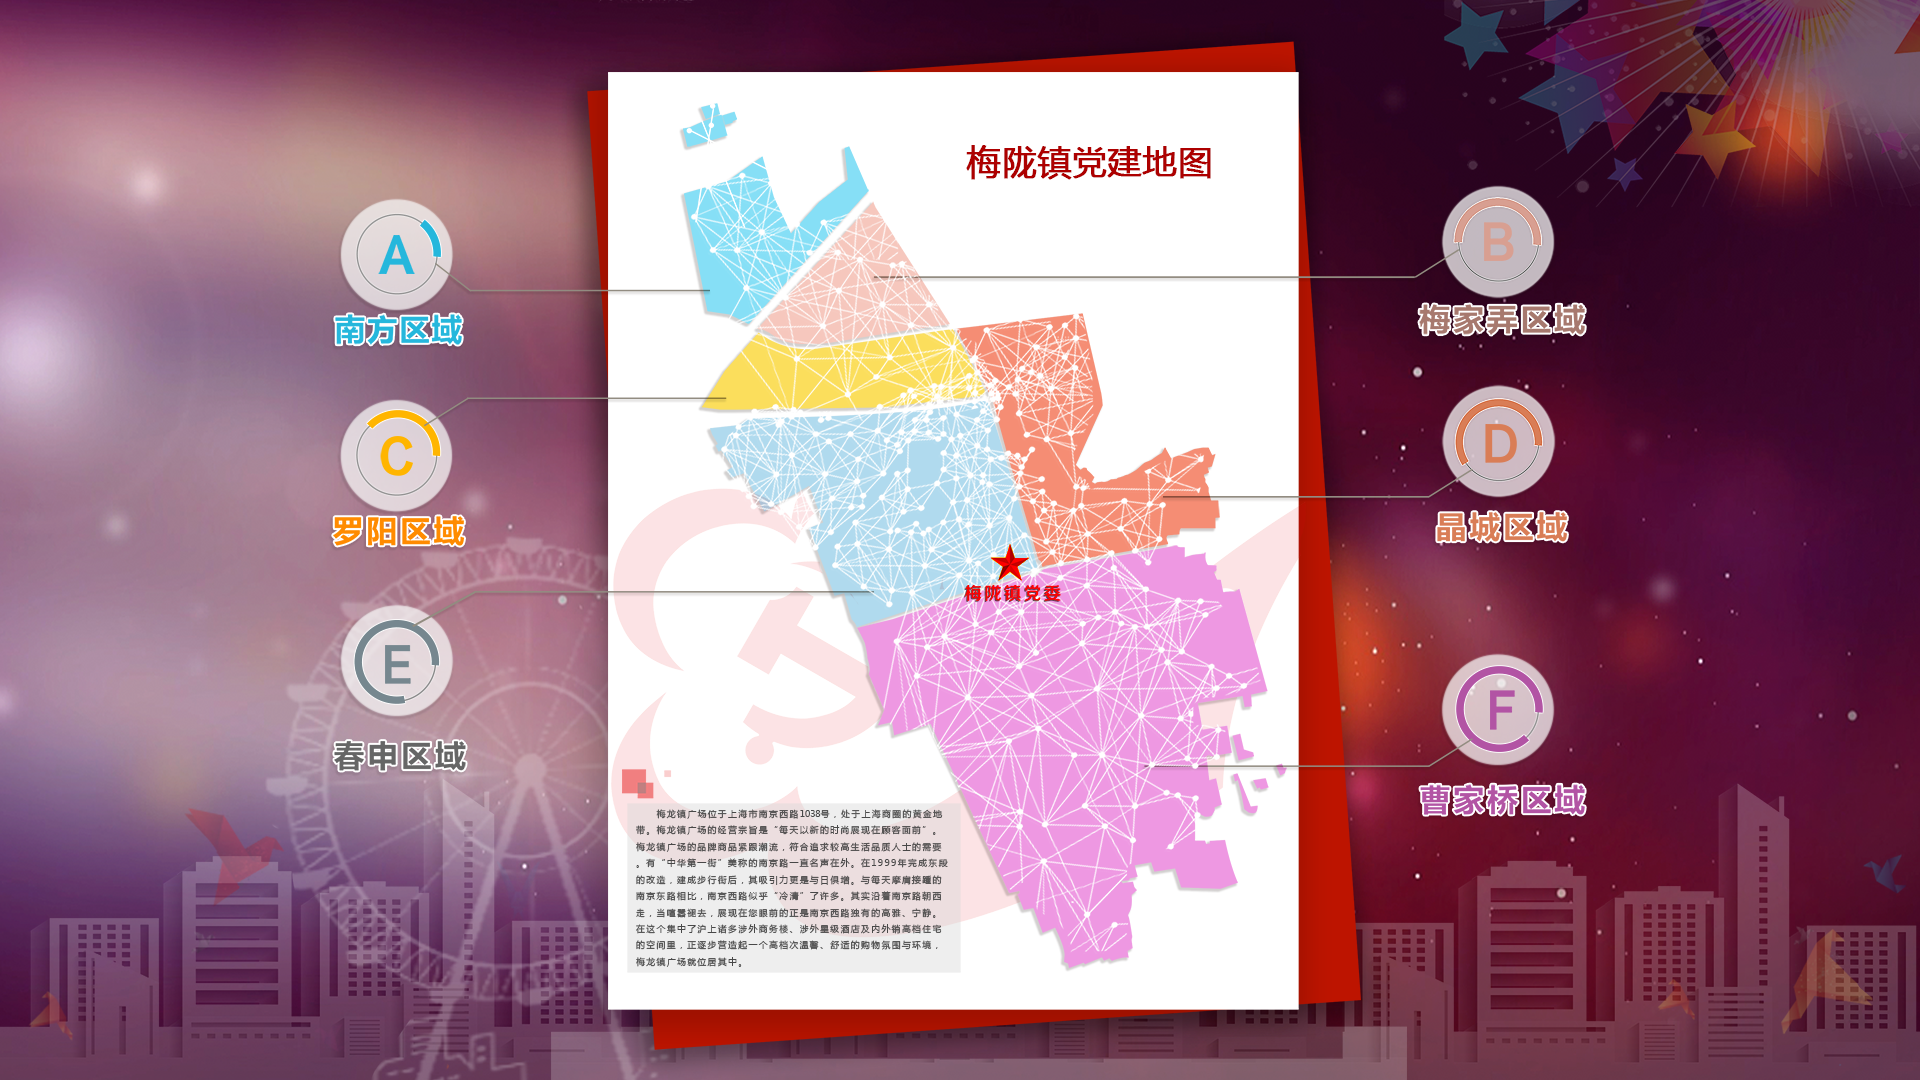 梅陇镇党建地图
A
南方区域
B
梅家弄区域
C
罗阳区域
D
晶城区域
E
春申区域
F
曹家桥区域
梅陇镇党委
梅龙镇广场位于上海市南京西路1038号，处于上海商圈的黄金地
带。梅龙镇广场的经营宗旨是“每天以新的时尚展现在顾客面前”。
梅龙镇广场的品牌商品紧跟潮流，符合追求较高生活品质人士的需要
。有“中华第一街”美称的南京路一直名声在外。在1999年完成东段
的改造，建成步行街后，其吸引力更是与日俱增。与每天摩肩接踵的
南京东路相比，南京西路似乎“冷清”了许多。其实沿着南京路朝西
走，当喧嚣褪去，展现在您眼前的正是南京西路独有的高雅、宁静。
在这个集中了沪上诸多涉外商务楼、涉外星级酒店及内外销高档住宅
的空间里，正逐步营造起一个高档次温馨、舒适的购物氛围与环境，
梅龙镇广场就位居其中。